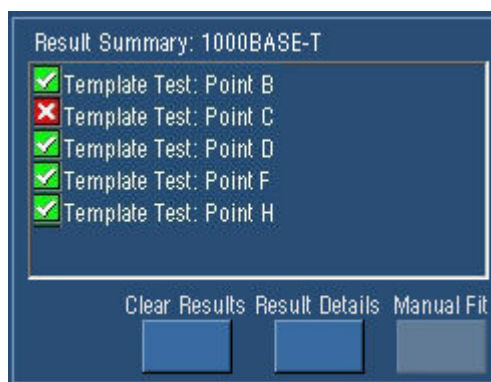 Result Summary: 1000BASE-T
Template Test: Point B
Template Test: Point C
Template Test: Point D
Template Test: Point F
Template Test: Point H
Clear Results Result Details Manual Fit